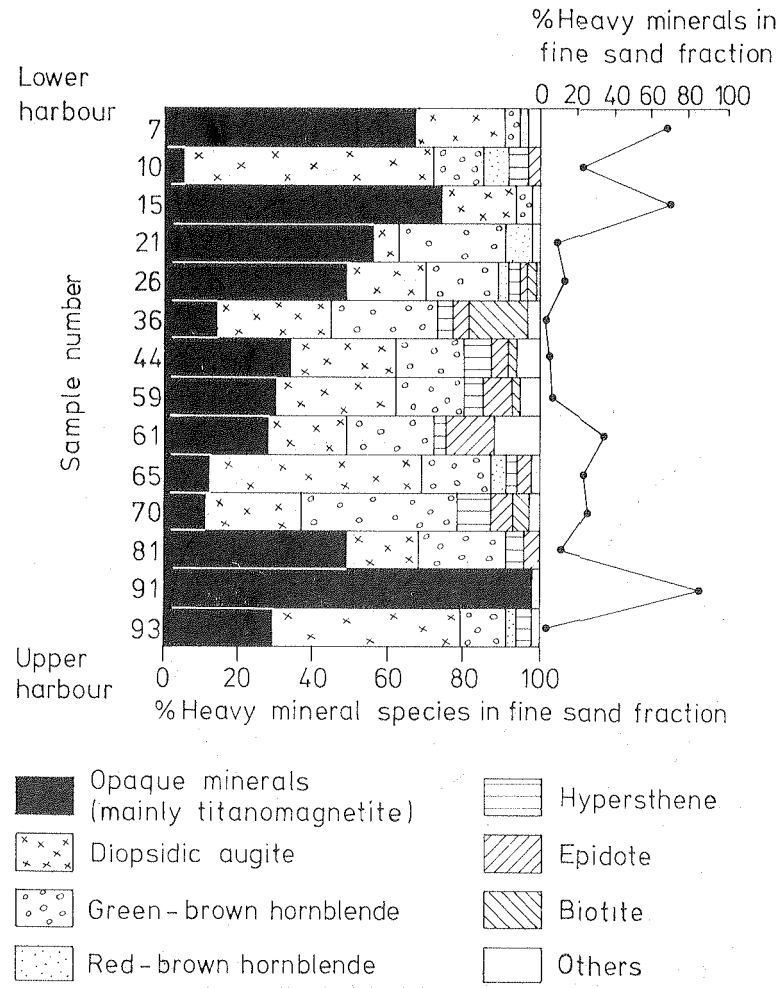 % Heavy minerals in
fine sand fraction
Lower
harbour
0 20 40 60 80 100
7
10
15
21
26
36
44
59
61
65
70
81
91
93
Sample number
Upper
harbour
0 20 40 60 80 100
% Heavy mineral species in fine sand fraction
Opaque minerals
(mainly titanomagnetite)
Diopsidic augite
Green-brown hornblende
Red-brown hornblende
Hypersthene
Epidote
Biotite
Others